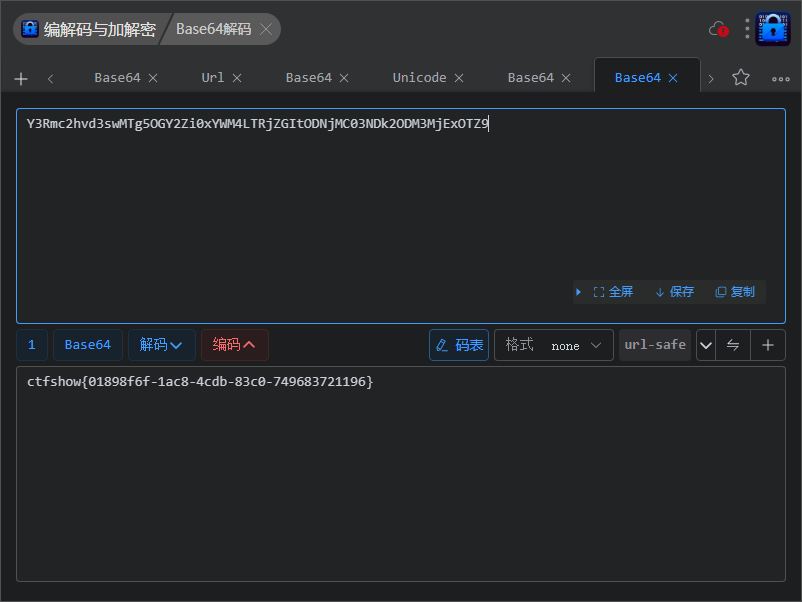 编解码与加解密 Base64解码
Base64 Url Base64 Unicode Base64 Base64
Y3Rmc2hvd3swMTg5OGY2Zi0xYWM4LTRjZGItODNjMC03NDk2ODM3MjExOTZ9
全屏 保存 复制
1 Base64 解码 编码 码表 格式 none url-safe
ctfshow{01898f6f-1ac8-4cdb-83c0-749683721196}